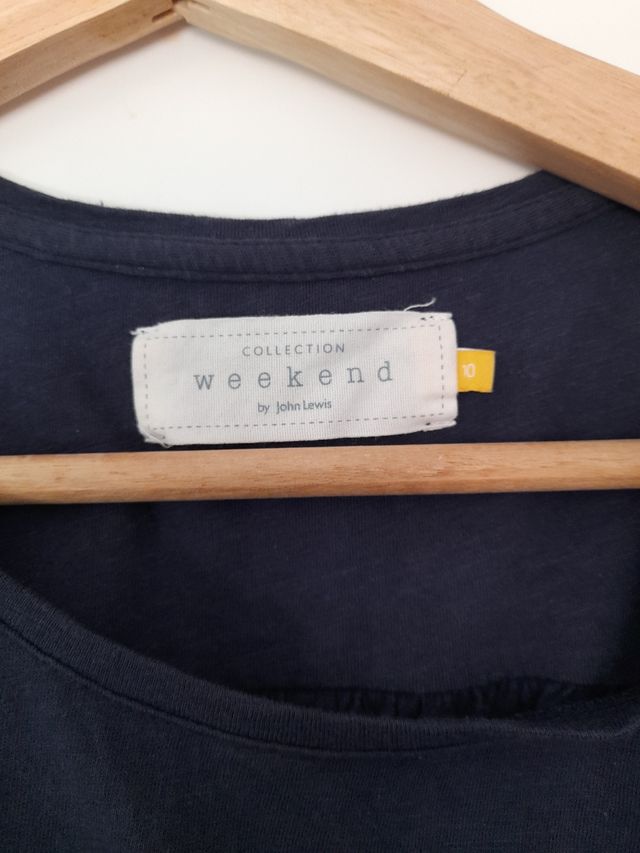 COLLECTION
weekend
by John Lewis
10